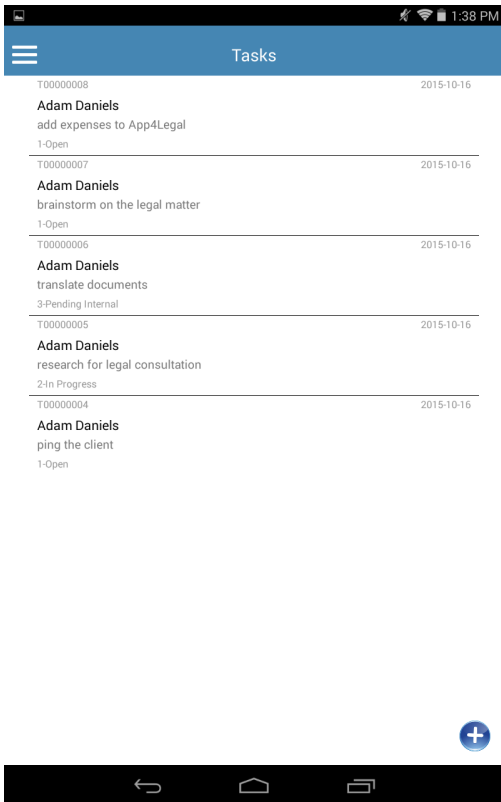 1:38 PM
Tasks
T00000008 2015-10-16
Adam Daniels
add expenses to App4Legal
1-Open
T00000007 2015-10-16
Adam Daniels
brainstorm on the legal matter
1-Open
T00000006 2015-10-16
Adam Daniels
translate documents
3-Pending Internal
T00000005 2015-10-16
Adam Daniels
research for legal consultation
2-In Progress
T00000004 2015-10-16
Adam Daniels
ping the client
1-Open